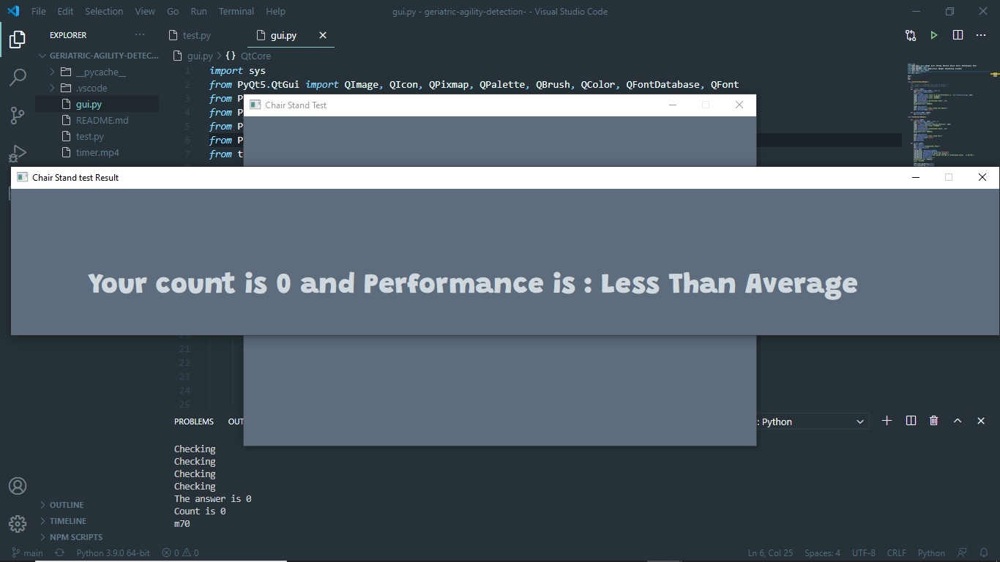 File Edit Selection View Go Run Terminal Help
gui.py - geriatric-agility-detection- - Visual Studio Code
EXPLORER ···
test.py
gui.py
GERIATRIC-AGILITY-DETEC...
gui.py > {} QtCore
__pycache__
.vscode
gui.py
README.md
test.py
timer.mp4
1 import sys
2 from PyQt5.QtGui import QImage, QIcon, QPixmap, QPalette, QBrush, QColor, QFontDatabase, QFont
3 from P
4 from P
5 from P
6 from P
7 from t
Chair Stand Test
Chair Stand test Result
Your count is 0 and Performance is : Less Than Average
21
22
23
24
25
PROBLEMS OUT
: Python
Checking
Checking
Checking
Checking
The answer is 0
Count is 0
m70
OUTLINE
TIMELINE
NPM SCRIPTS
main Python 3.9.0 64-bit 0 0 Ln 6, Col 25 Spaces: 4 UTF-8 CRLF Python